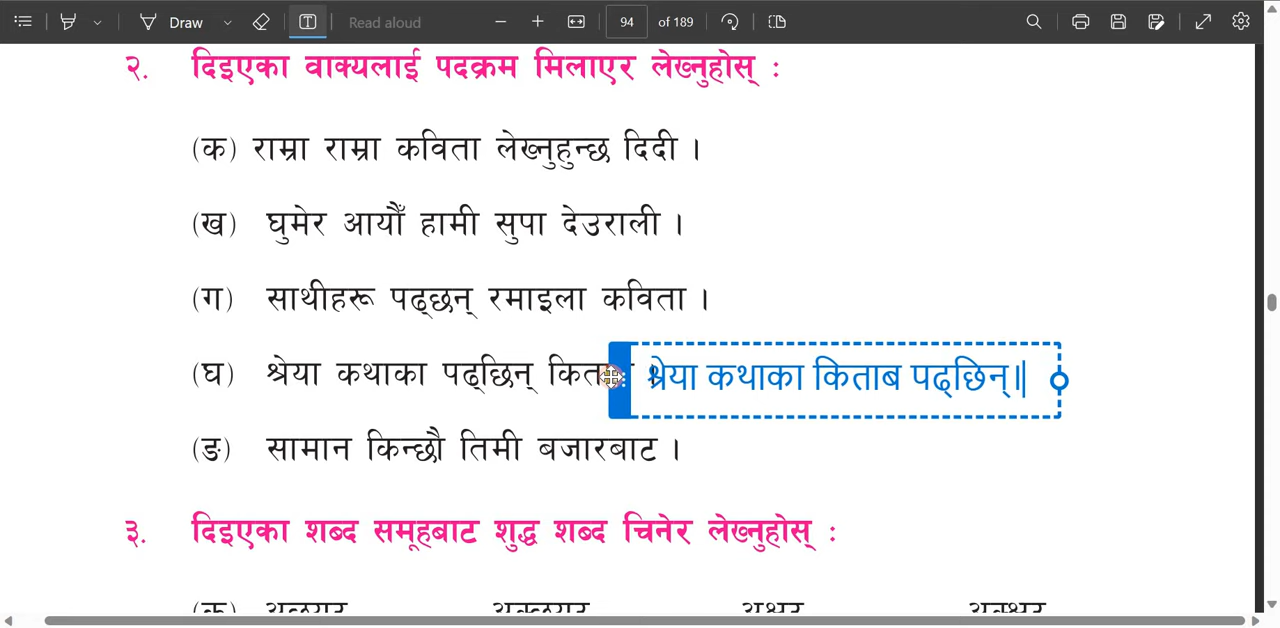 Draw
Read aloud
94
of 189
२. दिइएका वाक्यलाई पदक्रम मिलाएर लेख्नुहोस् :
(क) राम्रा राम्रा कविता लेख्नुहुन्छ दिदी ।
(ख) घुमेर आयौँ हामी सुपा देउराली ।
(ग) साथीहरू पढ्छन् रमाइला कविता ।
(घ) श्रेया कथाका पढ्छिन् ।
श्रेया कथाका किताब पढ्छिन्।
(ङ) सामान किन्छौ तिमी बजारबाट ।
३. दिइएका शब्द समूहबाट शुद्ध शब्द चिनेर लेख्नुहोस् :
(क)